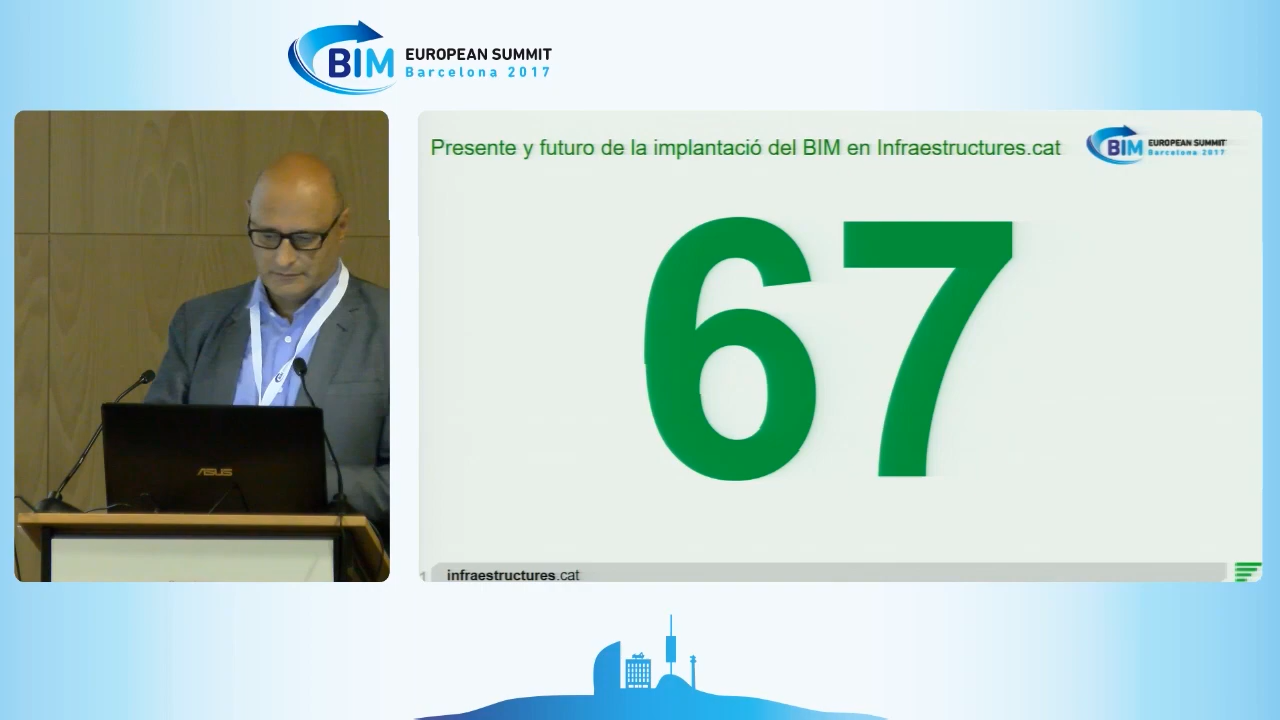 BIM EUROPEAN SUMMIT
Barcelona 2017
Presente y futuro de la implantació del BIM en Infraestructures.cat
BIM EUROPEAN SUMMIT
Barcelona 2017
67
ASUS
1 infraestructures.cat